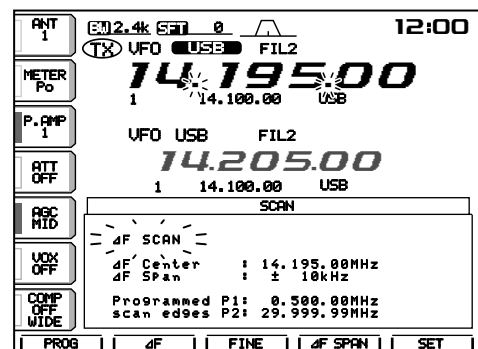 ANT 1
BW 2.4k SFT 0 12:00
TX VFO USB FIL2
METER Po
14.195.00
1 14.100.00 USB
P.AMP 1
VFO USB FIL2
ATT OFF
14.205.00
1 14.100.00 USB
AGC MID
SCAN
ΔF SCAN
VOX OFF
ΔF Center : 14.195.00MHz
ΔF SPan : ± 10kHz
COMP OFF WIDE
Programmed P1: 0.500.00MHz
scan edges P2: 29.999.99MHz
PROG ΔF FINE ΔF SPAN SET